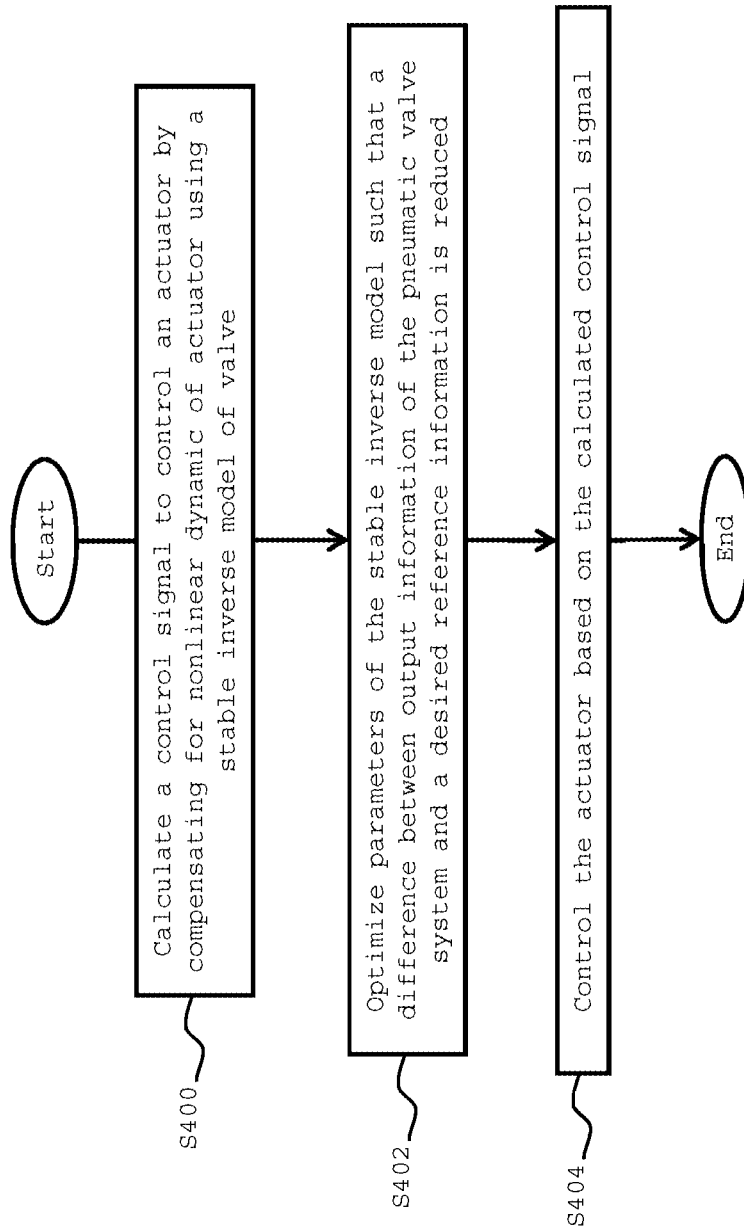 Start
Calculate a control signal to control an actuator by
compensating for nonlinear dynamic of actuator using a
stable inverse model of valve
S400
Optimize parameters of the stable inverse model such that a
difference between output information of the pneumatic valve
system and a desired reference information is reduced
S402
Control the actuator based on the calculated control signal
S404
End